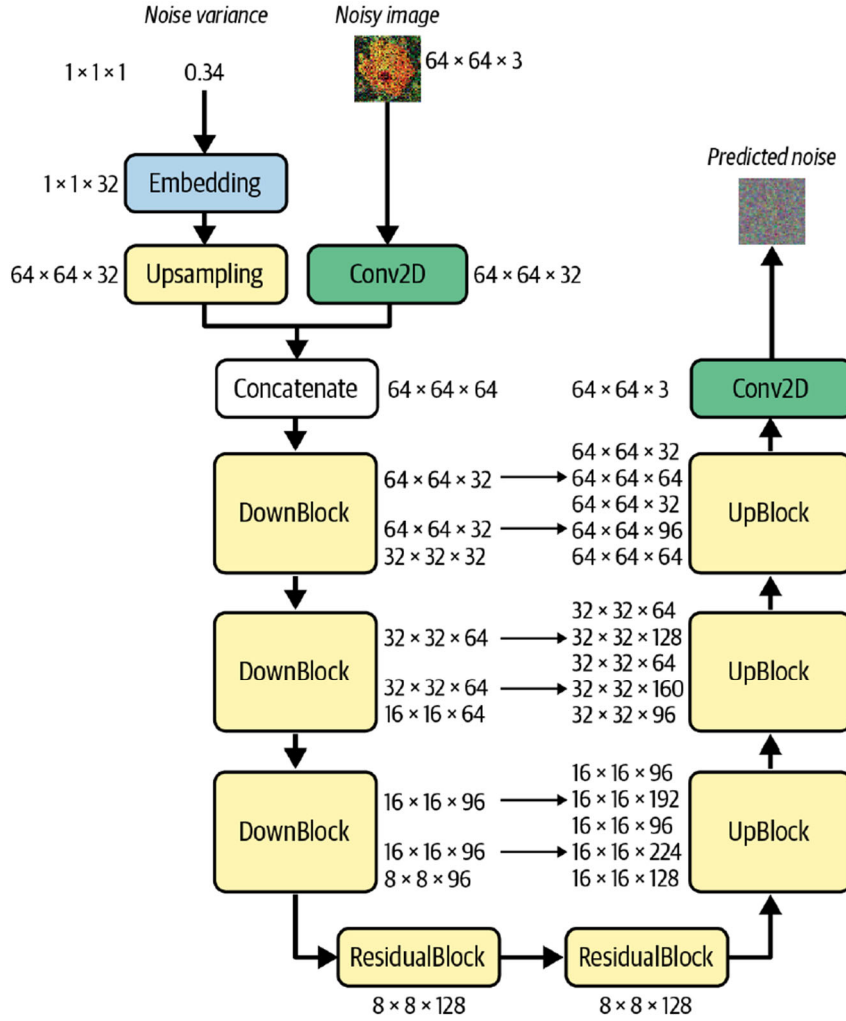 Noise variance
Noisy image
1 × 1 × 1
0.34
64 × 64 × 3
1 × 1 × 32
Embedding
64 × 64 × 32
Upsampling
Conv2D
64 × 64 × 32
Concatenate
64 × 64 × 64
DownBlock
64 × 64 × 32
64 × 64 × 32
32 × 32 × 32
DownBlock
32 × 32 × 64
32 × 32 × 64
16 × 16 × 64
DownBlock
16 × 16 × 96
16 × 16 × 96
8 × 8 × 96
ResidualBlock
8 × 8 × 128
ResidualBlock
8 × 8 × 128
Predicted noise
64 × 64 × 3
Conv2D
64 × 64 × 32
64 × 64 × 64
64 × 64 × 32
64 × 64 × 96
64 × 64 × 64
UpBlock
32 × 32 × 64
32 × 32 × 128
32 × 32 × 64
32 × 32 × 160
32 × 32 × 96
UpBlock
16 × 16 × 96
16 × 16 × 192
16 × 16 × 96
16 × 16 × 224
16 × 16 × 128
UpBlock